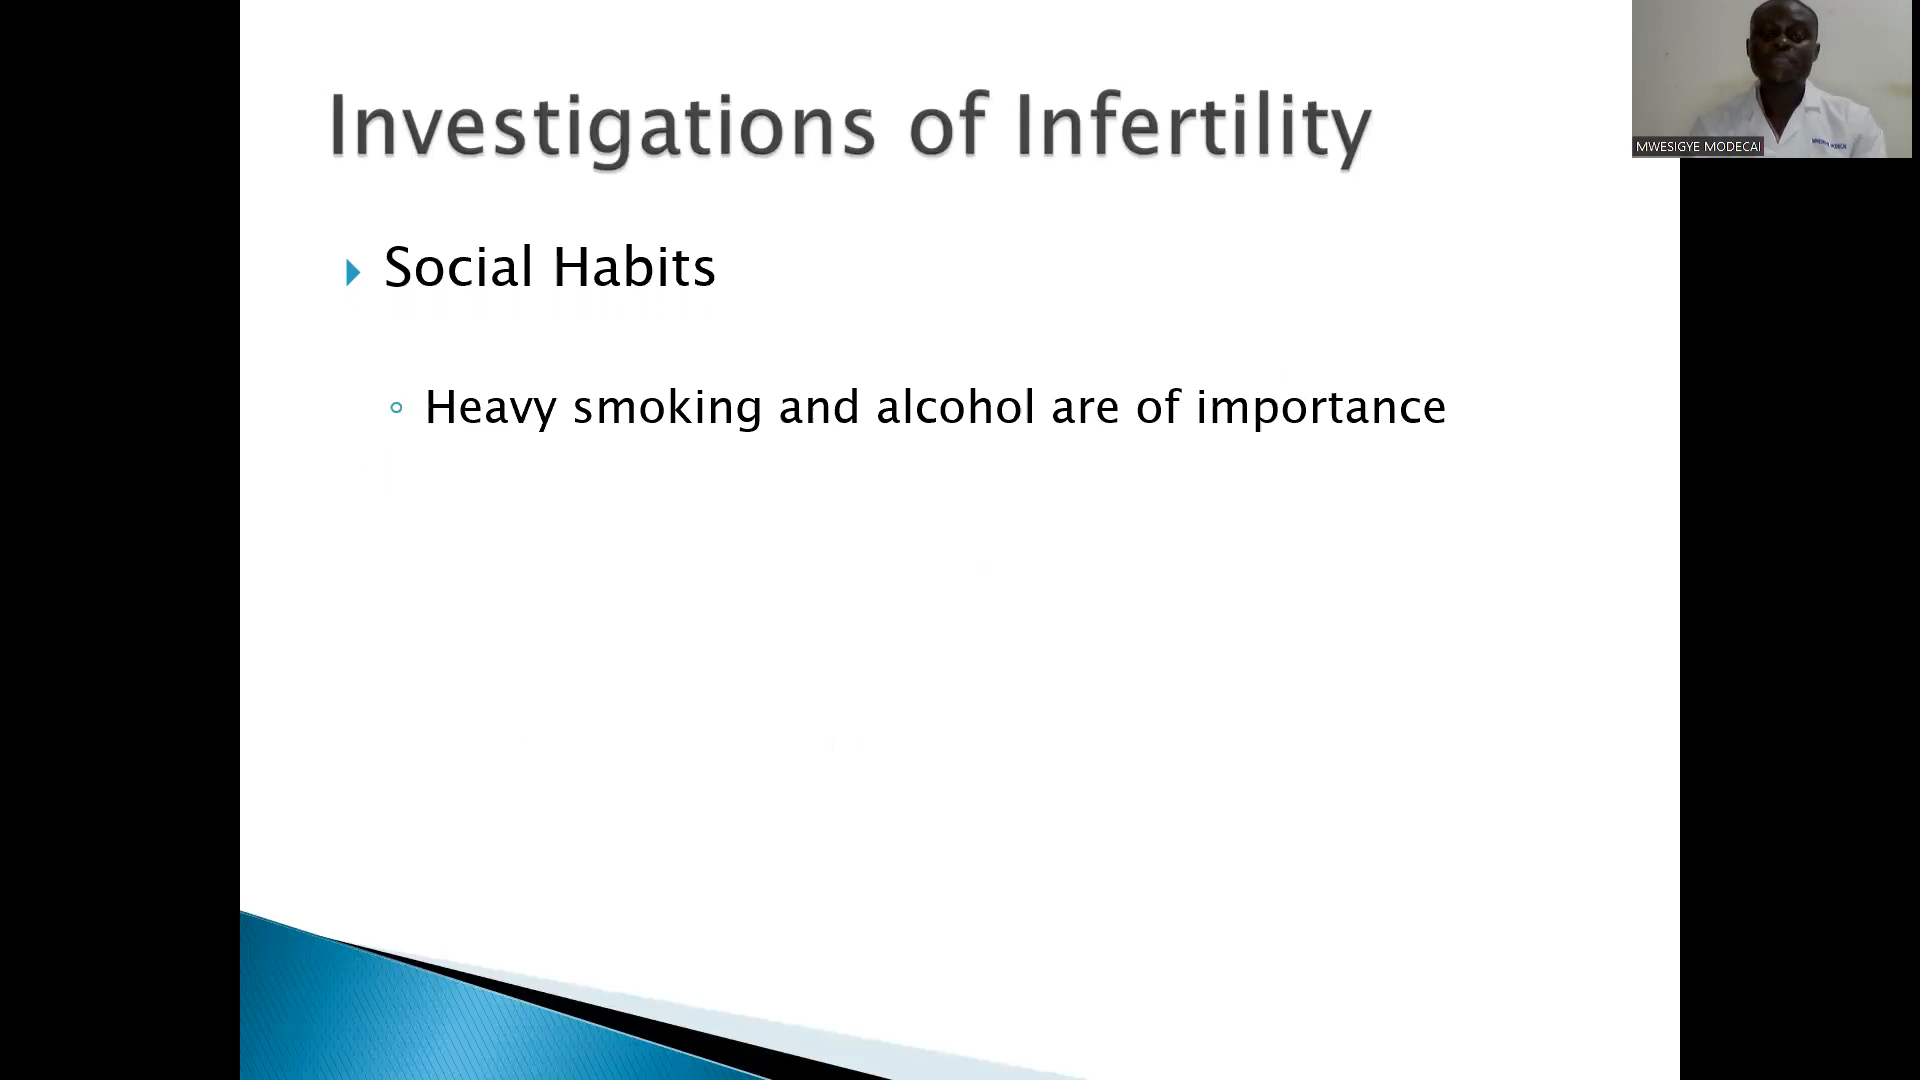 Investigations of Infertility
Social Habits
Heavy smoking and alcohol are of importance
MWESIGYE MODECAI